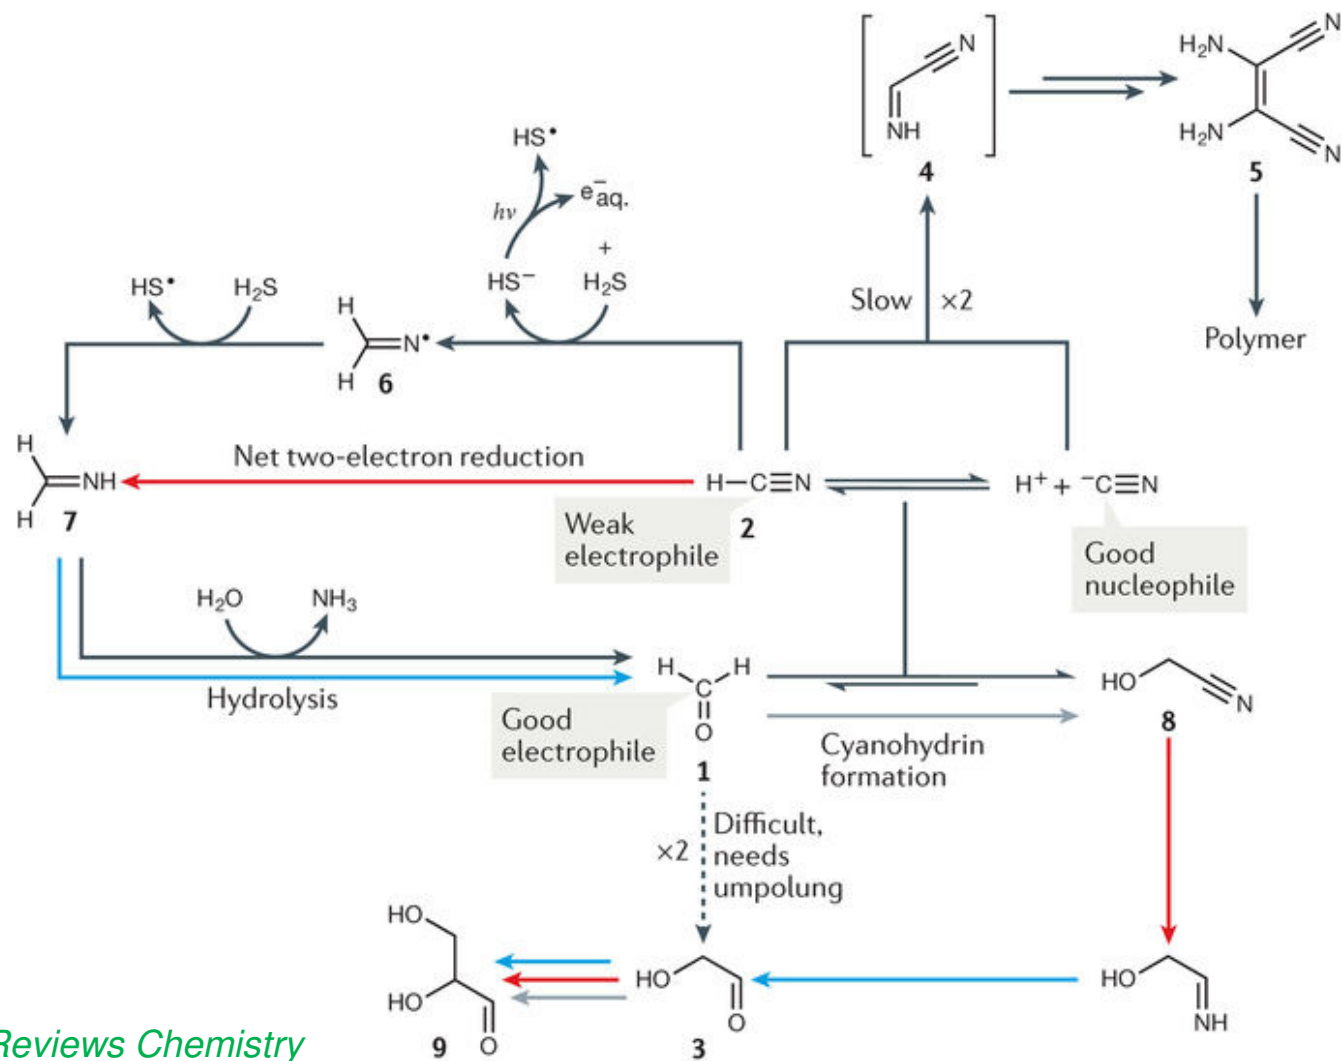 N
H₂N
N
NH
H₂N
N
4
5
HS•
e⁻aq.
hν
+
HS⁻
H₂S
HS•
H₂S
Slow
×2
H
N•
H
6
Polymer
Net two-electron reduction
H
NH
H
7
H–C≡N
2
H⁺ + ⁻C≡N
Weak
electrophile
Good
nucleophile
H₂O
NH₃
Hydrolysis
H
H
C
O
1
Good
electrophile
HO
N
8
Cyanohydrin
formation
×2
Difficult,
needs
umpolung
HO
HO
O
9
HO
O
3
HO
NH
Reviews Chemistry